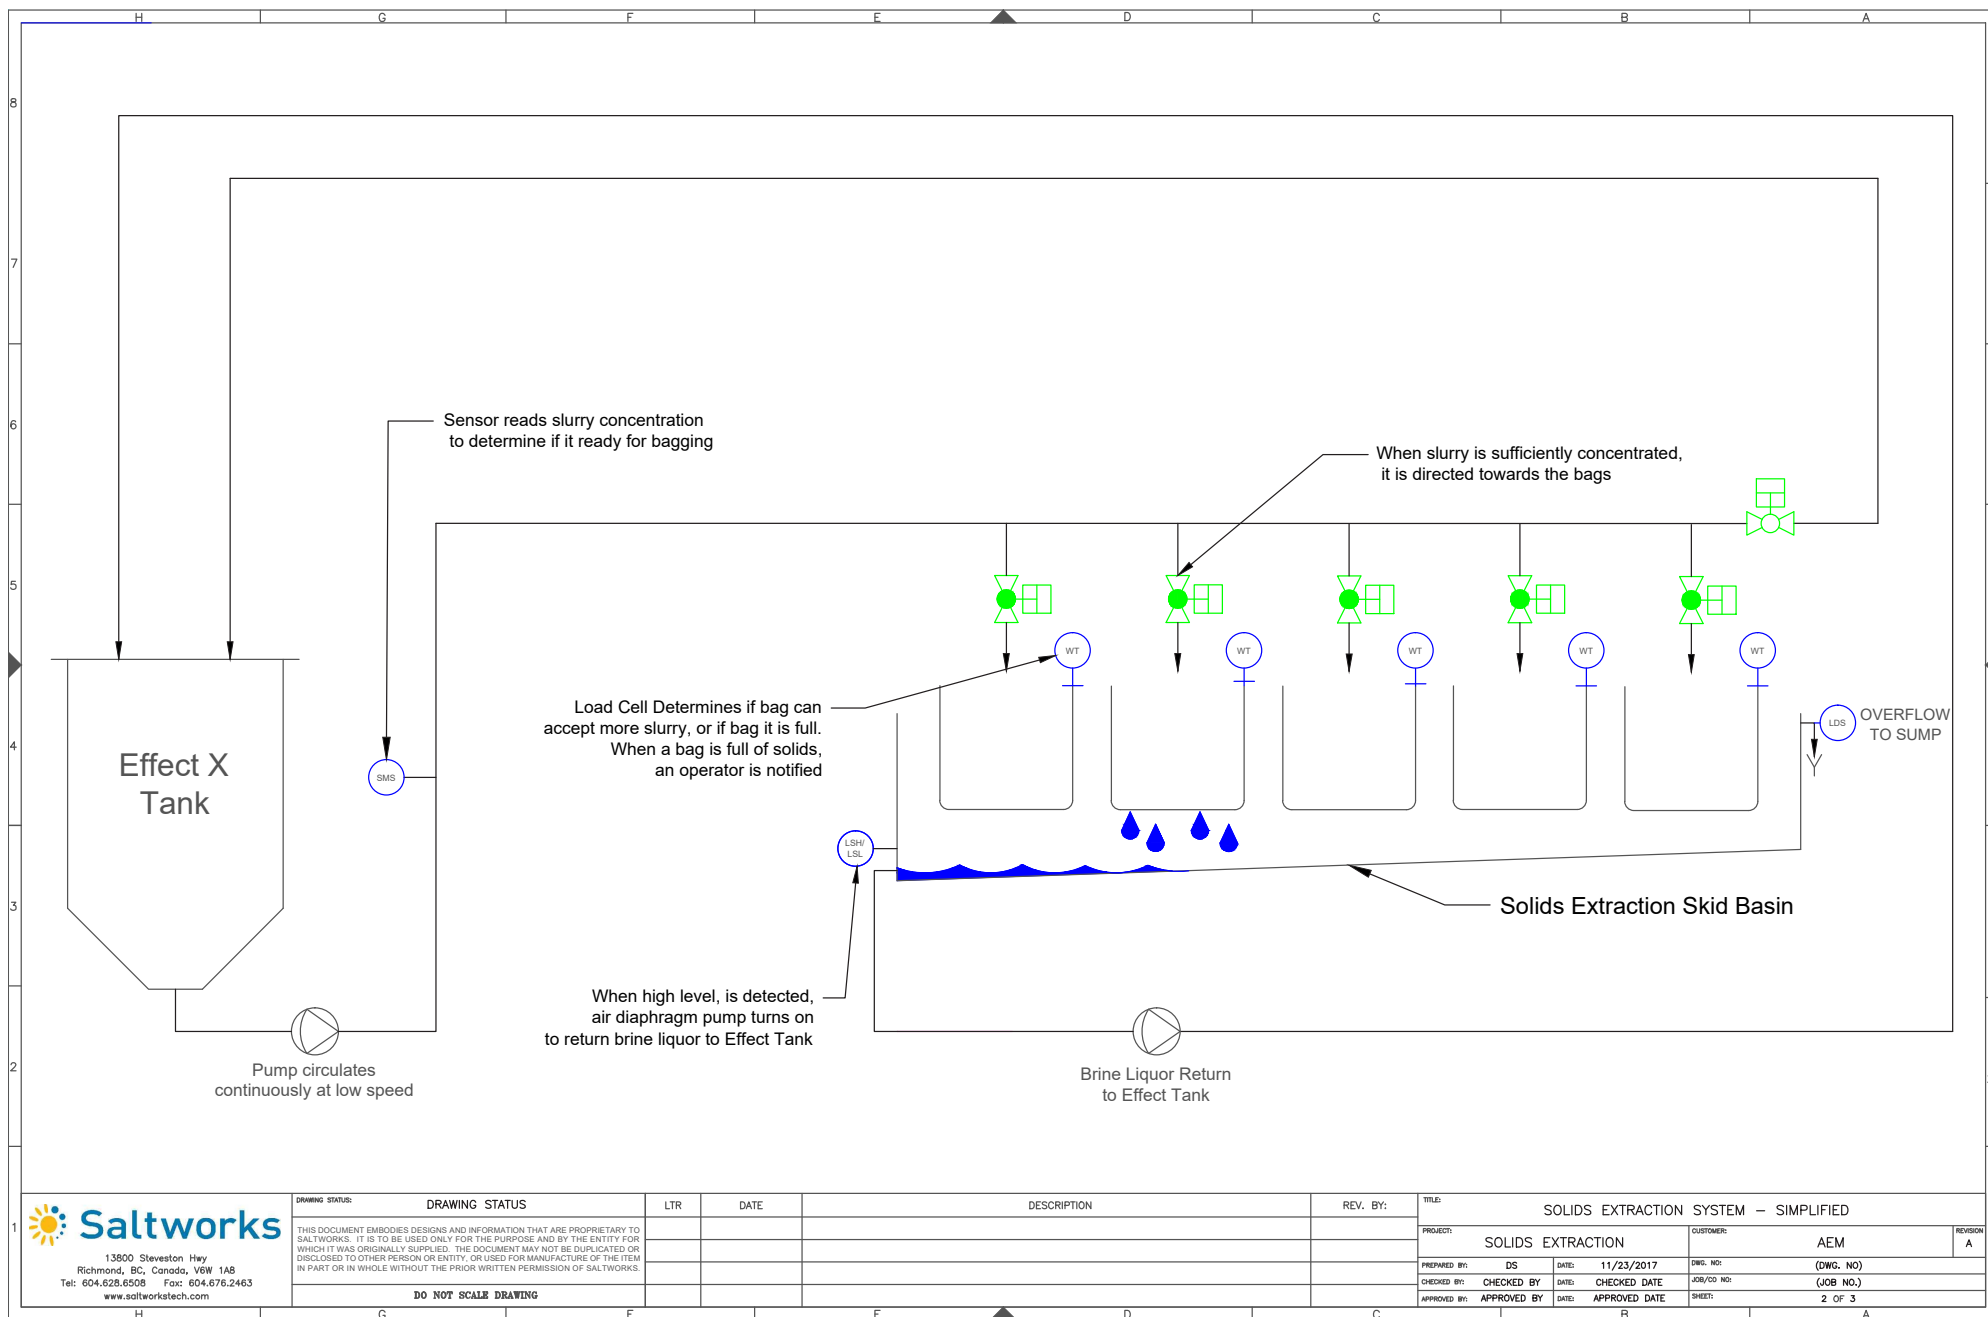 H G F E D C B A
8
7
6
5
4
3
2
1
Sensor reads slurry concentration
to determine if it ready for bagging
When slurry is sufficiently concentrated,
it is directed towards the bags
WT WT WT WT WT
Load Cell Determines if bag can
accept more slurry, or if bag it is full.
When a bag is full of solids,
an operator is notified
LDS
OVERFLOW
TO SUMP
Effect X
Tank
SMS
LSH/
LSL
Solids Extraction Skid Basin
When high level, is detected,
air diaphragm pump turns on
to return brine liquor to Effect Tank
Pump circulates
continuously at low speed
Brine Liquor Return
to Effect Tank
Saltworks
13800 Steveston Hwy
Richmond, BC, Canada, V6W 1A8
Tel: 604.628.6508 Fax: 604.676.2463
www.saltworkstech.com
DRAWING STATUS: DRAWING STATUS
THIS DOCUMENT EMBODIES DESIGNS AND INFORMATION THAT ARE PROPRIETARY TO
SALTWORKS. IT IS TO BE USED ONLY FOR THE PURPOSE AND BY THE ENTITY FOR
WHICH IT WAS ORIGINALLY SUPPLIED. THE DOCUMENT MAY NOT BE DUPLICATED OR
DISCLOSED TO OTHER PERSON OR ENTITY, OR USED FOR MANUFACTURE OF THE ITEM
IN PART OR IN WHOLE WITHOUT THE PRIOR WRITTEN PERMISSION OF SALTWORKS.
DO NOT SCALE DRAWING
LTR DATE DESCRIPTION REV. BY:
TITLE: SOLIDS EXTRACTION SYSTEM – SIMPLIFIED
PROJECT: SOLIDS EXTRACTION CUSTOMER: AEM REVISION A
PREPARED BY: DS DATE: 11/23/2017 DWG. NO: (DWG. NO)
CHECKED BY: CHECKED BY DATE: CHECKED DATE JOB/CO NO: (JOB NO.)
APPROVED BY: APPROVED BY DATE: APPROVED DATE SHEET: 2 OF 3
H G F E D C B A